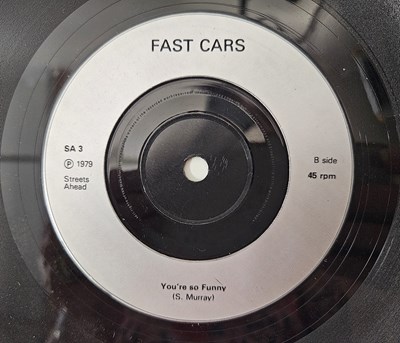 FAST CARS
SA 3
℗ 1979
Streets
Ahead
B side
45 rpm
You're so Funny
(S. Murray)